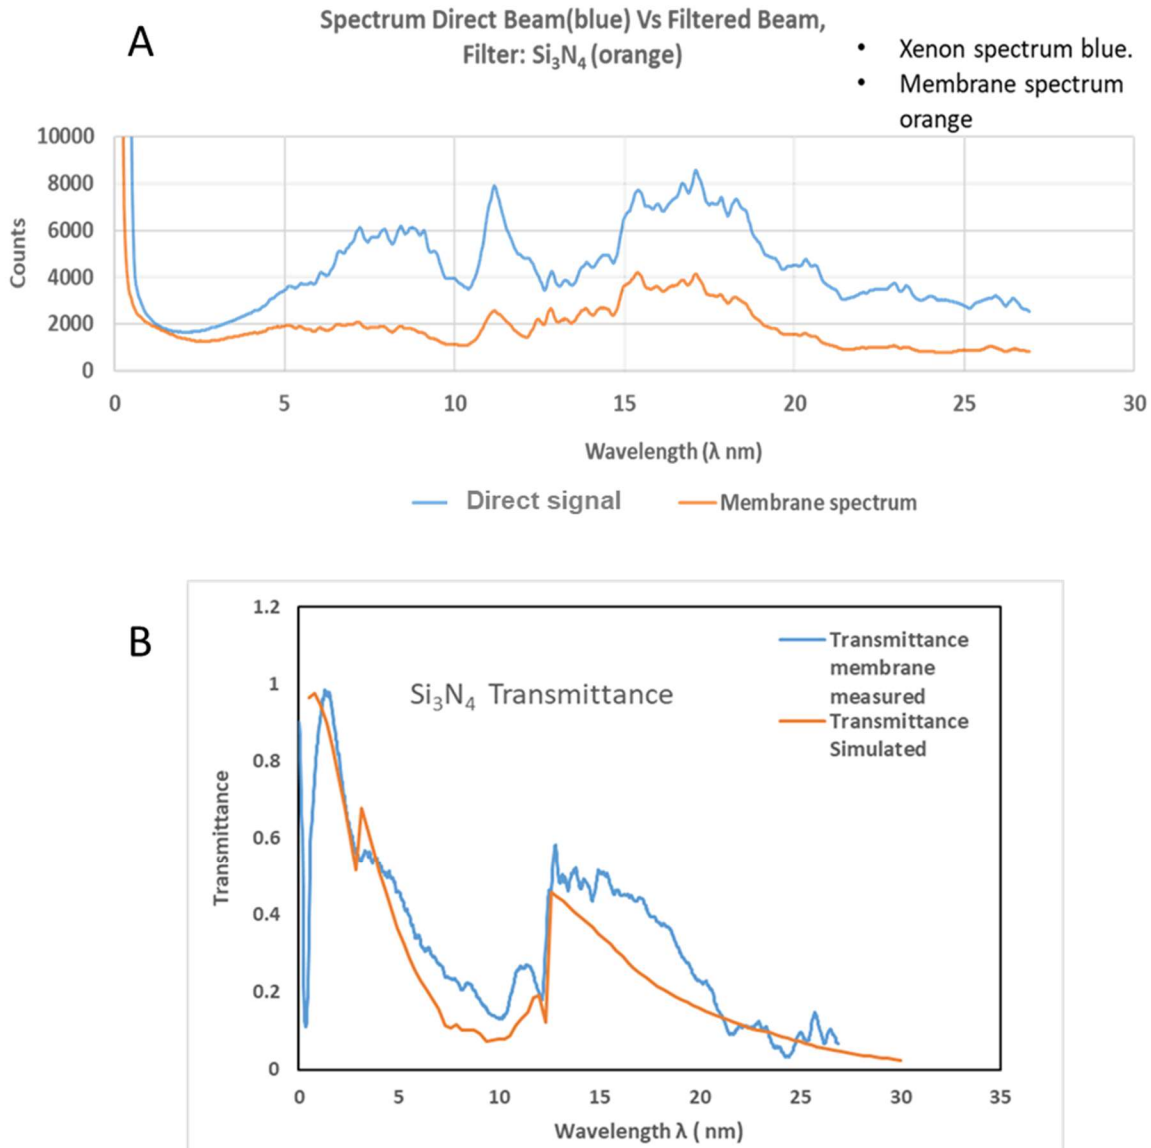 A
Spectrum Direct Beam(blue) Vs Filtered Beam,
Filter: Si₃N₄ (orange)
• Xenon spectrum blue.
• Membrane spectrum
orange
10000
8000
6000
4000
2000
0
Counts
0 5 10 15 20 25 30
Wavelength (λ nm)
Direct signal Membrane spectrum
B
1.2
1
0.8
0.6
0.4
0.2
0
Transmittance
Si₃N₄ Transmittance
Transmittance
membrane
measured
Transmittance
Simulated
0 5 10 15 20 25 30 35
Wavelength λ ( nm)